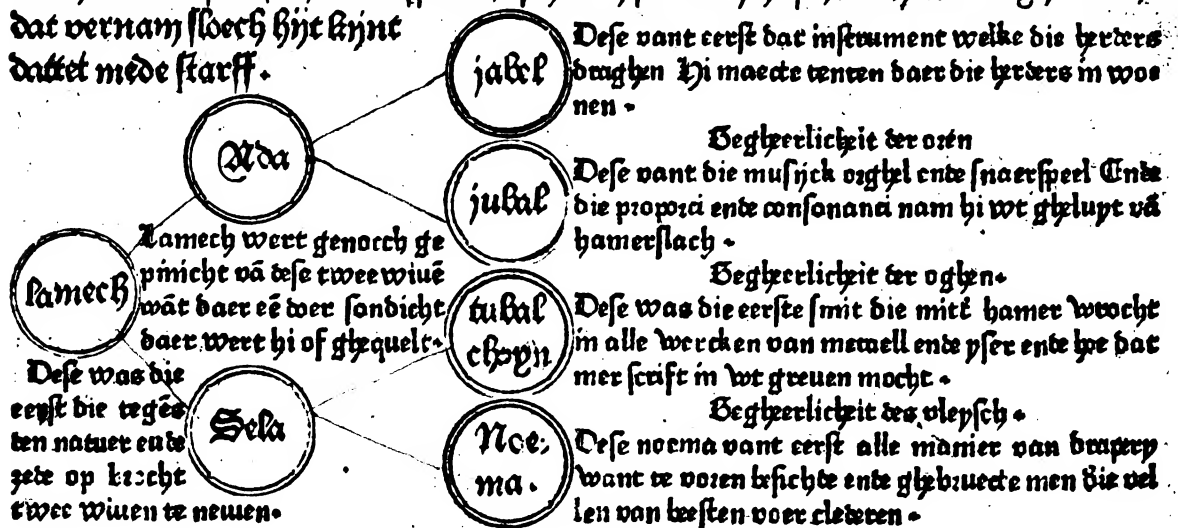 dat vernam sloech hijt kijnt
dattet mede starff.
jabel
Dese vant eerst dat instrument welke die herders
draghen Hi maecte tenten daer die herders in woe
nen.
Ada
Begheerlicheit der oren
jubal
Dese vant die musijck orghel ende snaerspeel Ende
die proporci ende consonanci nam hi wt gheluyt vā
hamerslach.
lamech
Lamech wert genoech ge
pinicht vā dese twee wiuē
wāt daer eē doer sondicht
daer wert hi of ghequelt.
Begheerlicheit der oghen.
tubal
chayn
Dese was die eerste smit die mitt hamer wrocht
in alle wercken van metaell ende yser ende hoe dat
mer scrift in wt greuen mocht.
Dese was die
eerst die tegēs
den natuer ende
zede op
twee wiuen te nemen.
Sela
Begheerlicheit des vleysch.
Noe;
ma.
Dese noema vant eerst alle manier van drapery
want te voren besichde ende ghebruecte men die vel
len van beesten voer clederen.